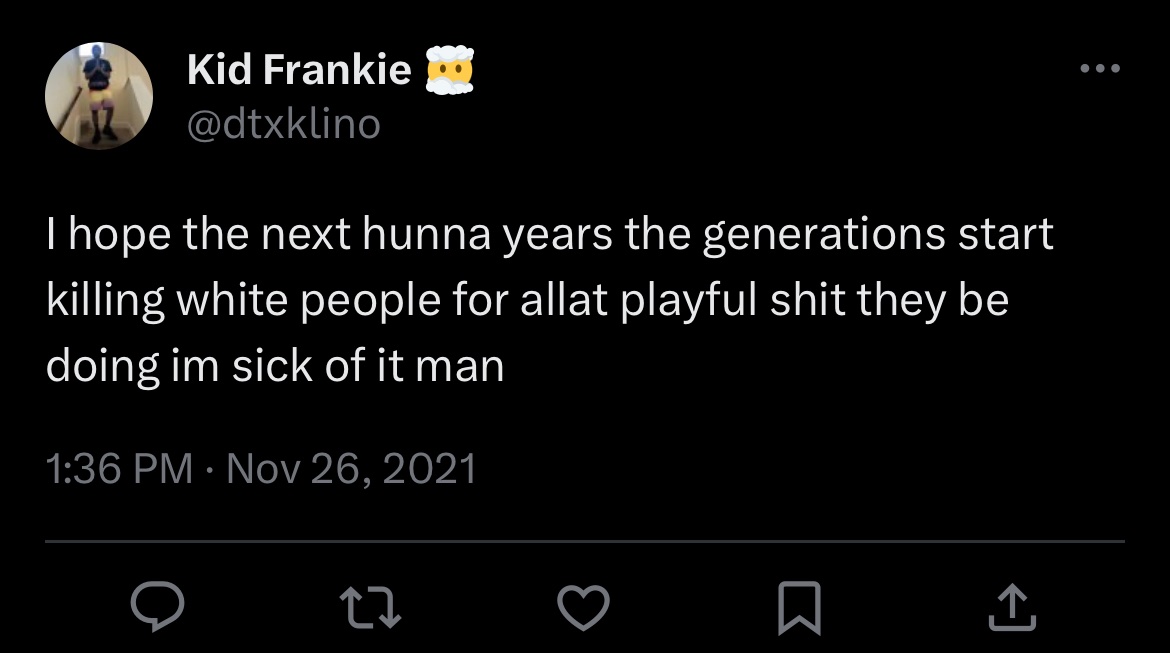 Kid Frankie 😶‍🌫️
@dtxklino
I hope the next hunna years the generations start
killing white people for allat playful shit they be
doing im sick of it man
1:36 PM · Nov 26, 2021